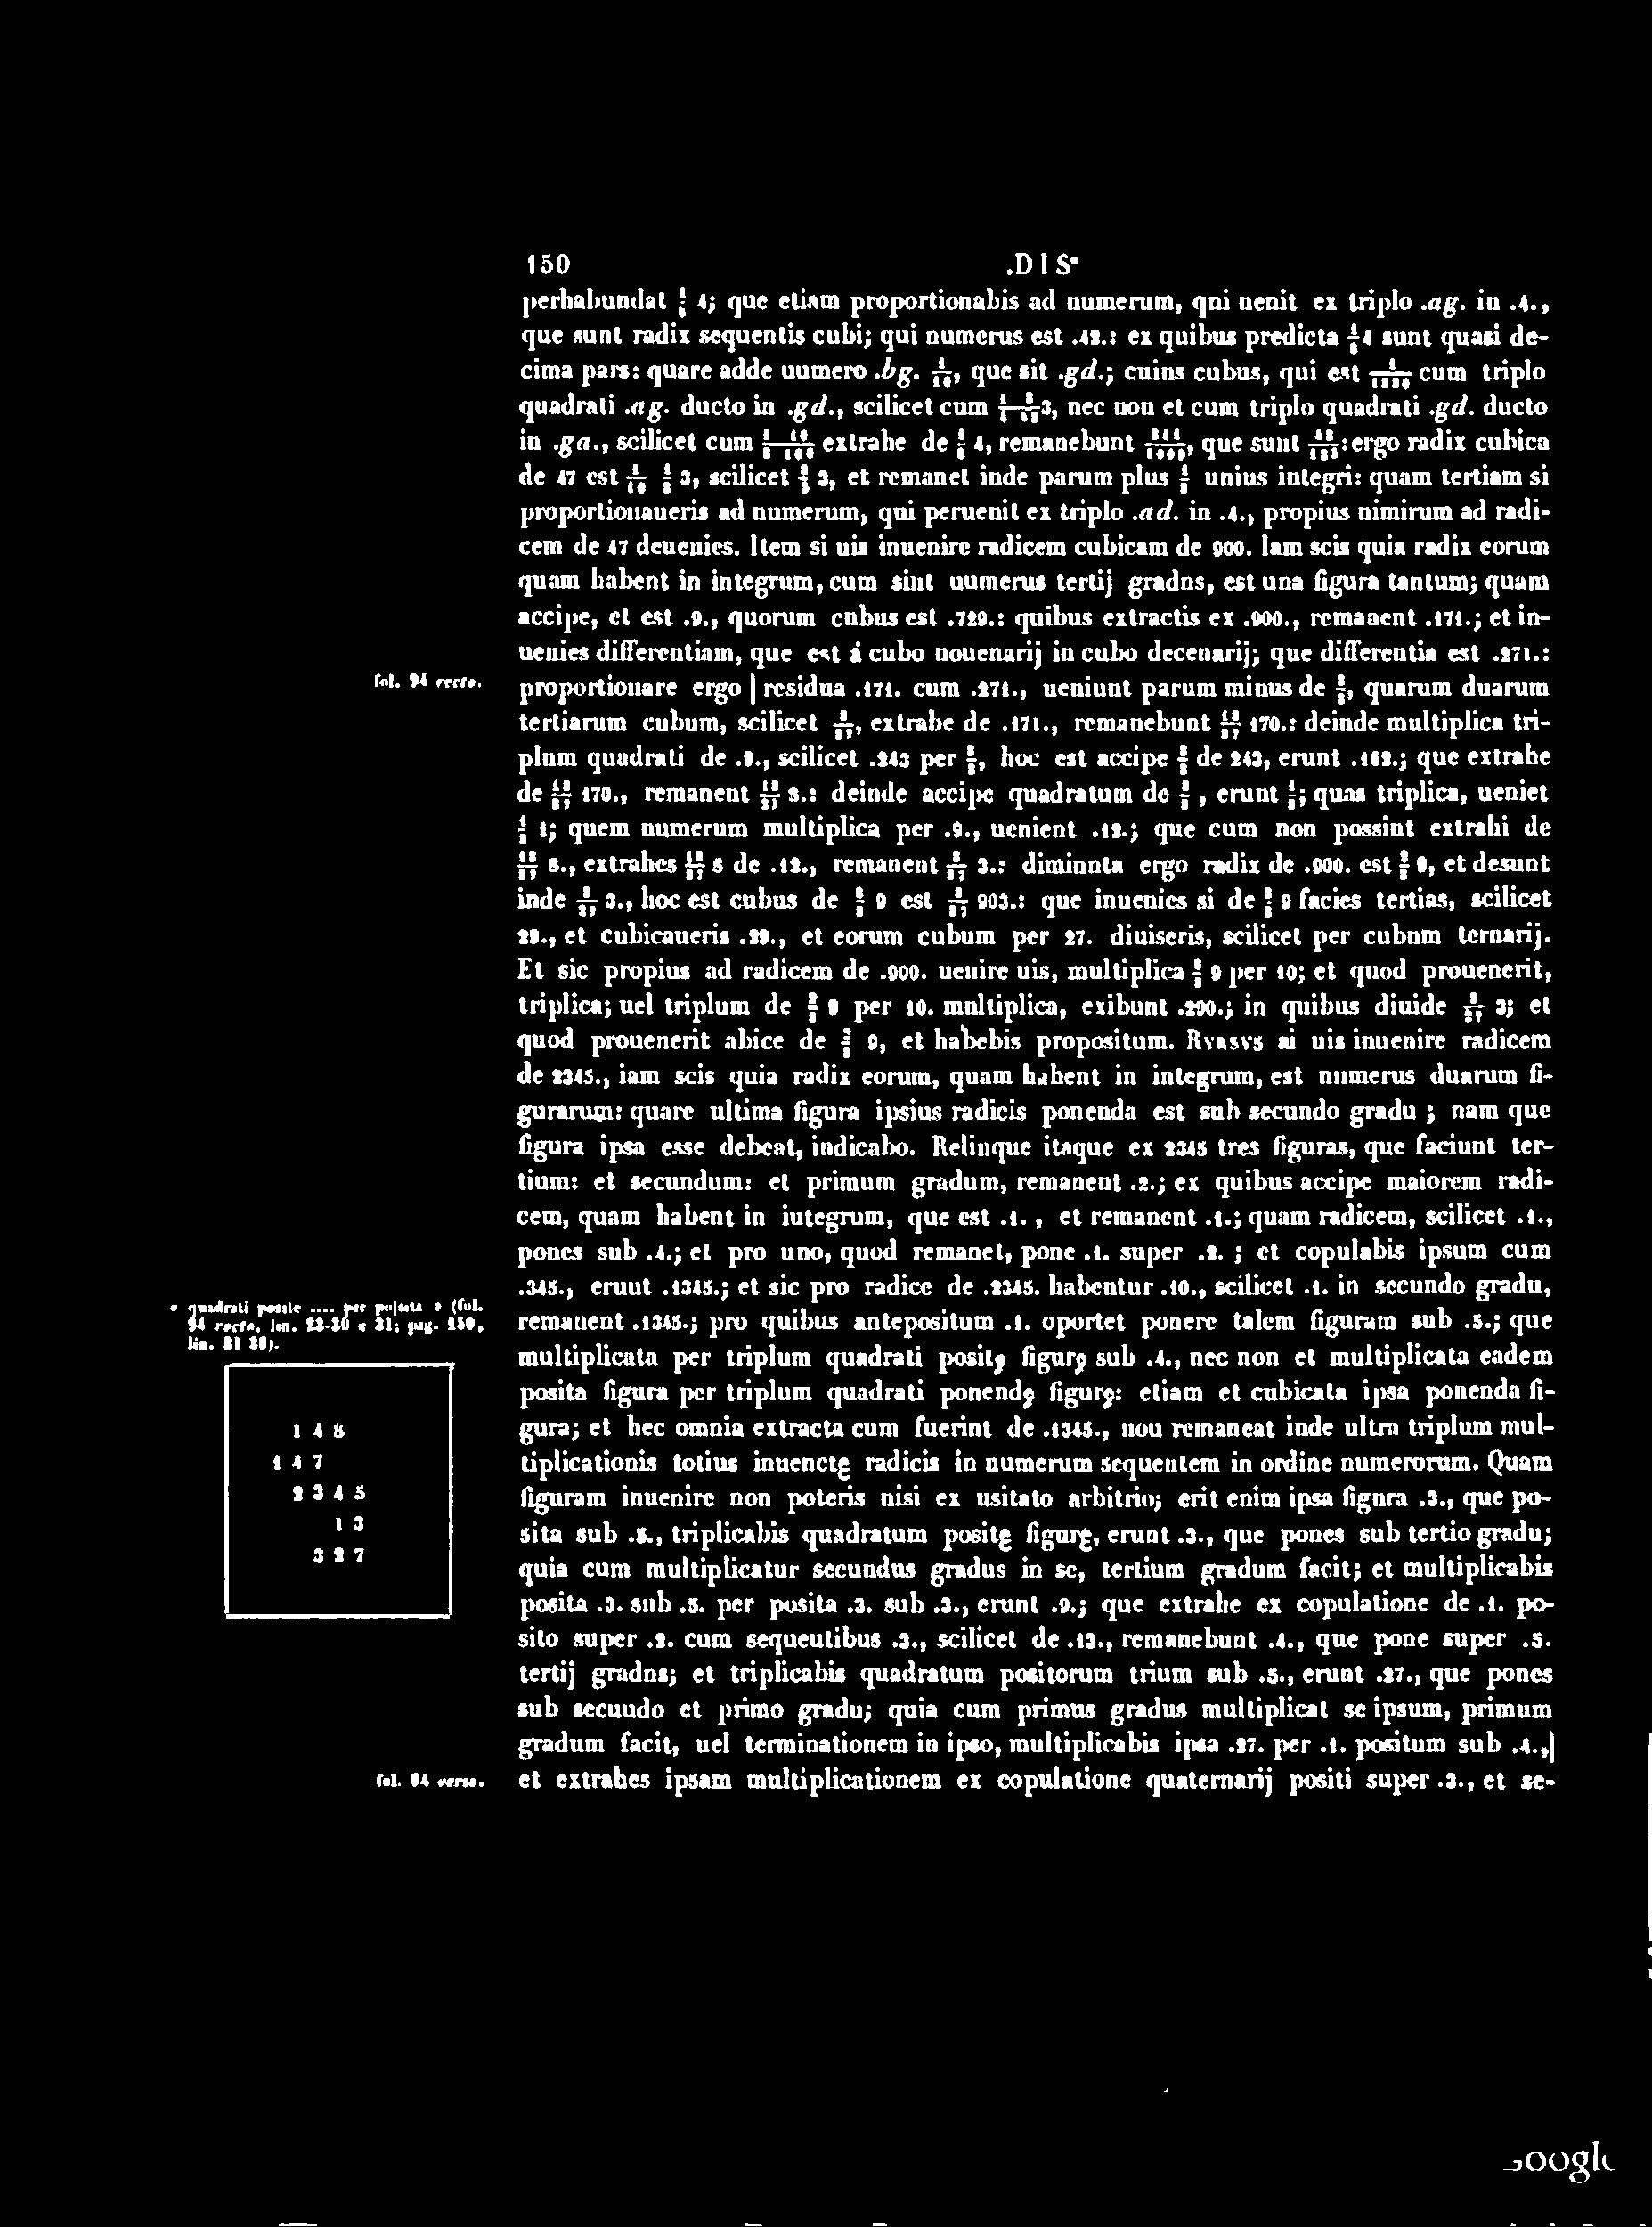 150 .DIS'
perhabundat 4; que etiam proportionabis ad numerum, qui uenit ex triplo .ag. in .4.,
que sunt radix sequentis cubi; qui numerus est .42.: ex quibus predicta 4 sunt quasi de-
cima pars: quare adde numero .bg. 1/10, que sit .gd.; cuius cubus, qui est 1/1000 cum triplo
quadrati .ag. ducto in .gd., scilicet cum 3, nec non et cum triplo quadrati .gd. ducto
in .ga., scilicet cum extrahe de 4, remanebunt que sunt : ergo radix cubica
de 47 est 1/10 1/2 3, scilicet 3, et remanet inde parum plus unius integri: quam tertiam si
proportionaueris ad numerum, qui peruenit ex triplo .ad. in .4., propius nimirum ad radi-
cem de 47 deuenies. Item si uis inuenire radicem cubicam de 900. Iam scis quia radix eorum
quam habent in integrum, cum sint numerus tertij gradus, est una figura tantum; quam
accipe, et est .9., quorum cubus est .729.: quibus extractis ex .900., remanent .171.; et in-
uenies differentiam, que est á cubo nouenarij in cubo decenarij; que differentia est .271.:
fol. 94 recto.
proportionare ergo | residua .171. cum .271., ueniunt parum minus de 2/3, quarum duarum
tertiarum cubum, scilicet 8/27, extrahe de .171., remanebunt 19/27 170.: deinde multiplica tri-
plum quadrati de .9., scilicet .243 per 2/3, hoc est accipe 2/3 de 243, erunt .162.; que extrahe
de 19/27 170., remanent 19/27 8.: deinde accipe quadratum de 2/3, erunt 4/9; quas triplica, ueniet
1/3 1; quem numerum multiplica per .9., uenient .12.; que cum non possint extrahi de
19/27 8., extrahes 19/27 8 de .12., remanent 8/27 3.: diminuta ergo radix de .900. est 2/3 9, et desunt
inde 8/27 3., hoc est cubus de 2/3 9 est 8/27 903.: que inuenies si de 2/3 9 facies tertias, scilicet
29., et cubicaueris .29., et eorum cubum per 27. diuiseris, scilicet per cubum ternarij.
Et sic propius ad radicem de .900. uenire uis, multiplica 2/3 9 per 10; et quod prouenerit,
triplica; uel triplum de 2/3 9 per 10. multiplica, exibunt .290.; in quibus diuide 8/27 3; et
quod prouenerit abice de 2/3 9, et habebis propositum. RVRSVS si uis inuenire radicem
de 2345., iam scis quia radix eorum, quam habent in integrum, est numerus duarum fi-
gurarum: quare ultima figura ipsius radicis ponenda est sub secundo gradu ; nam que
figura ipsa esse debeat, indicabo. Relinque itaque ex 2345 tres figuras, que faciunt ter-
tium: et secundum: et primum gradum, remanent .2.; ex quibus accipe maiorem radi-
cem, quam habent in integrum, que est .1. , et remanent .1.; quam radicem, scilicet .1.,
pones sub .4.; et pro uno, quod remanet, pone .1. super .2. ; et copulabis ipsum cum
.345., erunt .1345.; et sic pro radice de .2345. habentur .10., scilicet .1. in secundo gradu,
remanent .1345.; pro quibus antepositum .1. oportet ponere talem figuram sub .5.; que
multiplicata per triplum quadrati positę figurę sub .4., nec non et multiplicata eadem
posita figura per triplum quadrati ponendę figurę: etiam et cubicata ipsa ponenda fi-
gura; et hec omnia extracta cum fuerint de .1345., non remaneat inde ultra triplum mul-
tiplicationis totius inuenctę radicis in numerum sequentem in ordine numerorum. Quam
figuram inuenire non poteris nisi ex usitato arbitrio; erit enim ipsa figura .3., que po-
sita sub .5., triplicabis quadratum positę figurę, erunt .3., que pones sub tertio gradu;
quia cum multiplicatur secundus gradus in se, tertium gradum facit; et multiplicabis
posita .3. sub .5. per posita .3. sub .3., erunt .9.; que extrahe ex copulatione de .1. po-
sito super .2. cum sequentibus .3., scilicet de .13., remanebunt .4., que pone super .3.
tertij gradus; et triplicabis quadratum positorum trium sub .5., erunt .27., que pones
sub secundo et primo gradu; quia cum primus gradus multiplicat se ipsum, primum
gradum facit, uel terminationem in ipso, multiplicabis ipsa .27. per .1. positum sub .4.,|
fol. 94 verso.
et extrahes ipsam multiplicationem ex copulatione quaternarij positi super .3., et se-
« quadrati posite .... per posita » (fol.
94 recto, lin. 23-30 e 31; pag. 150,
lin. 31-39).
1 4 8
1 4 7
2 3 4 5
1 3
3 2 7